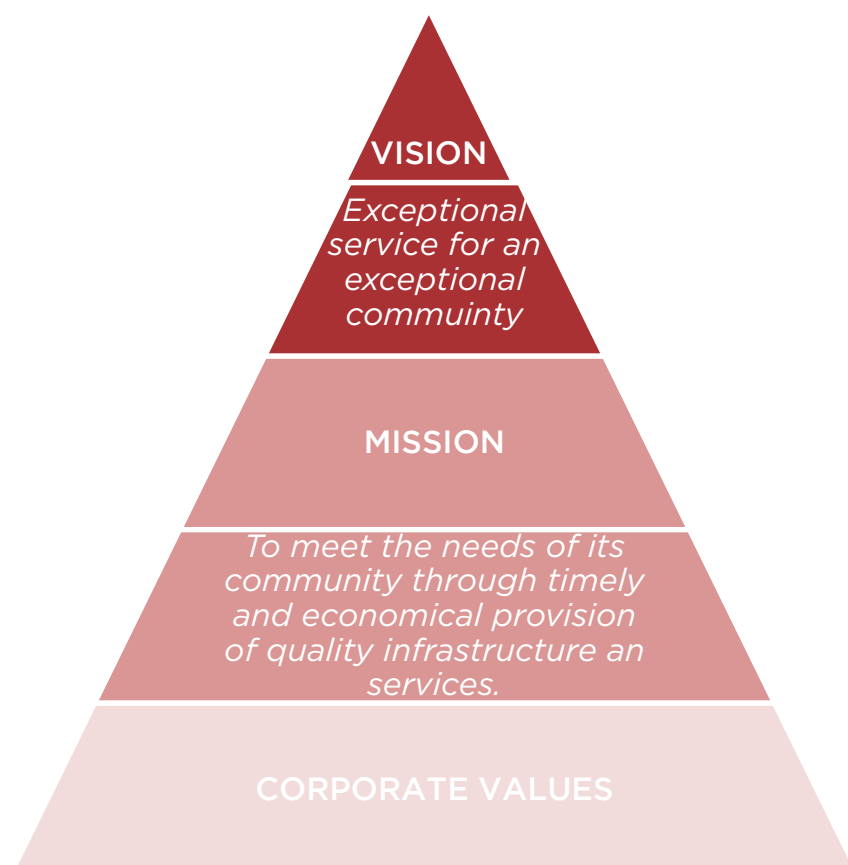 VISION
Exceptional
service for an
exceptional
commuinty
MISSION
To meet the needs of its
community through timely
and economical provision
of quality infrastructure an
services.
CORPORATE VALUES